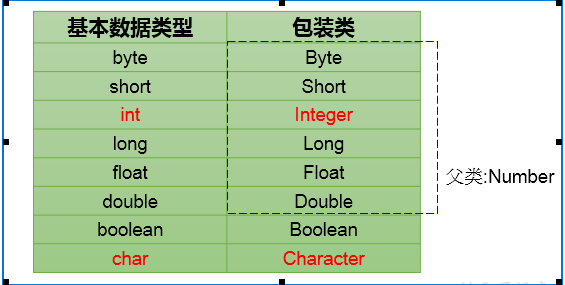 基本数据类型 包装类
byte Byte
short Short
int Integer
long Long
float Float
double Double
父类:Number
boolean Boolean
char Character